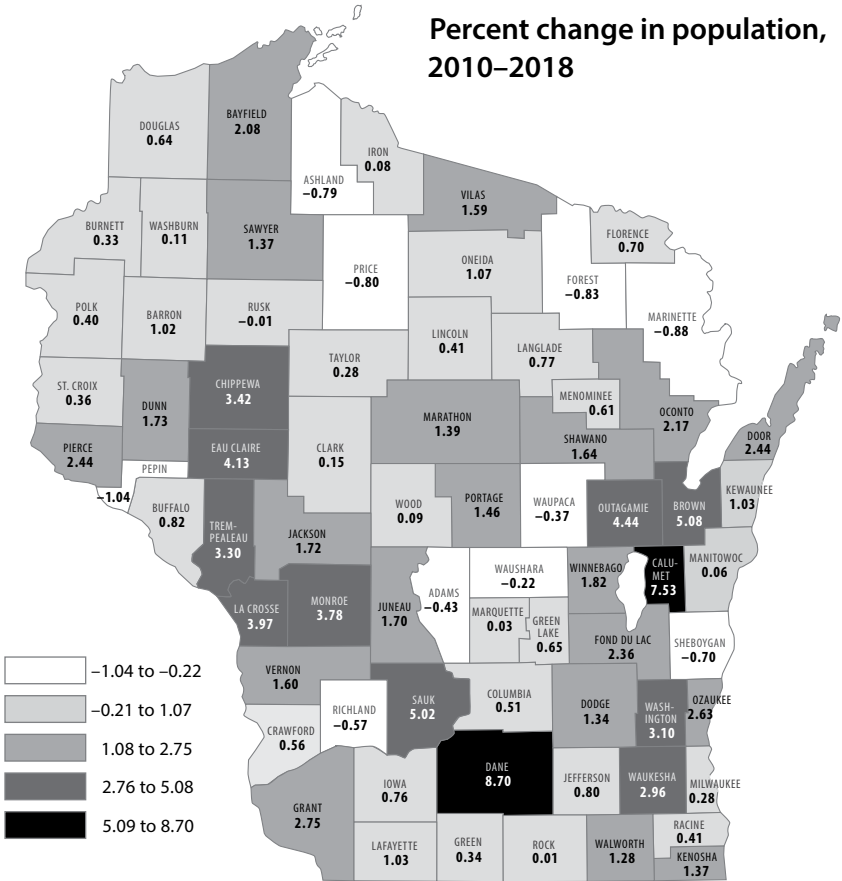 Percent change in population,
2010–2018
DOUGLAS
0.64
BAYFIELD
2.08
ASHLAND
–0.79
IRON
0.08
VILAS
1.59
BURNETT
0.33
WASHBURN
0.11
SAWYER
1.37
PRICE
–0.80
ONEIDA
1.07
FOREST
–0.83
FLORENCE
0.70
MARINETTE
–0.88
POLK
0.40
BARRON
1.02
RUSK
–0.01
TAYLOR
0.28
LINCOLN
0.41
LANGLADE
0.77
MENOMINEE
0.61
OCONTO
2.17
ST. CROIX
0.36
DUNN
1.73
CHIPPEWA
3.42
CLARK
0.15
MARATHON
1.39
SHAWANO
1.64
DOOR
2.44
PIERCE
2.44
PEPIN
–1.04
EAU CLAIRE
4.13
BUFFALO
0.82
TREM-
PEALEAU
3.30
JACKSON
1.72
WOOD
0.09
PORTAGE
1.46
WAUPACA
–0.37
OUTAGAMIE
4.44
BROWN
5.08
KEWAUNEE
1.03
LA CROSSE
3.97
MONROE
3.78
JUNEAU
1.70
ADAMS
–0.43
WAUSHARA
–0.22
WINNEBAGO
1.82
CALU-
MET
7.53
MANITOWOC
0.06
MARQUETTE
0.03
GREEN
LAKE
0.65
FOND DU LAC
2.36
SHEBOYGAN
–0.70
VERNON
1.60
RICHLAND
–0.57
SAUK
5.02
COLUMBIA
0.51
DODGE
1.34
WASH-
INGTON
3.10
OZAUKEE
2.63
CRAWFORD
0.56
GRANT
2.75
IOWA
0.76
DANE
8.70
JEFFERSON
0.80
WAUKESHA
2.96
MILWAUKEE
0.28
LAFAYETTE
1.03
GREEN
0.34
ROCK
0.01
WALWORTH
1.28
RACINE
0.41
KENOSHA
1.37
–1.04 to –0.22
–0.21 to 1.07
1.08 to 2.75
2.76 to 5.08
5.09 to 8.70